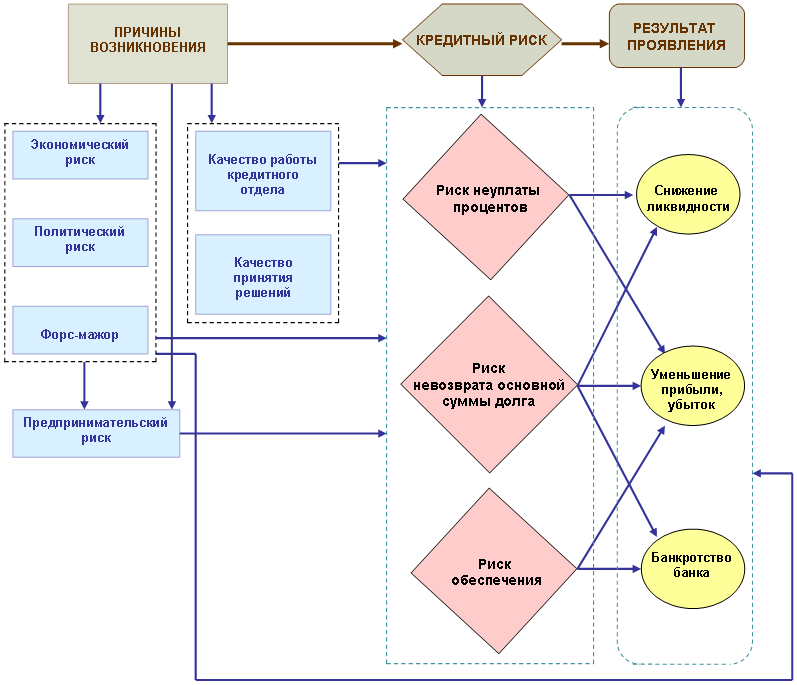 ПРИЧИНЫ
ВОЗНИКНОВЕНИЯ
КРЕДИТНЫЙ РИСК
РЕЗУЛЬТАТ
ПРОЯВЛЕНИЯ
Экономический
риск
Политический
риск
Форс-мажор
Предпринимательский
риск
Качество работы
кредитного
отдела
Качество
принятия
решений
Риск неуплаты
процентов
Риск
невозврата основной
суммы долга
Риск
обеспечения
Снижение
ликвидности
Уменьшение
прибыли,
убыток
Банкротство
банка